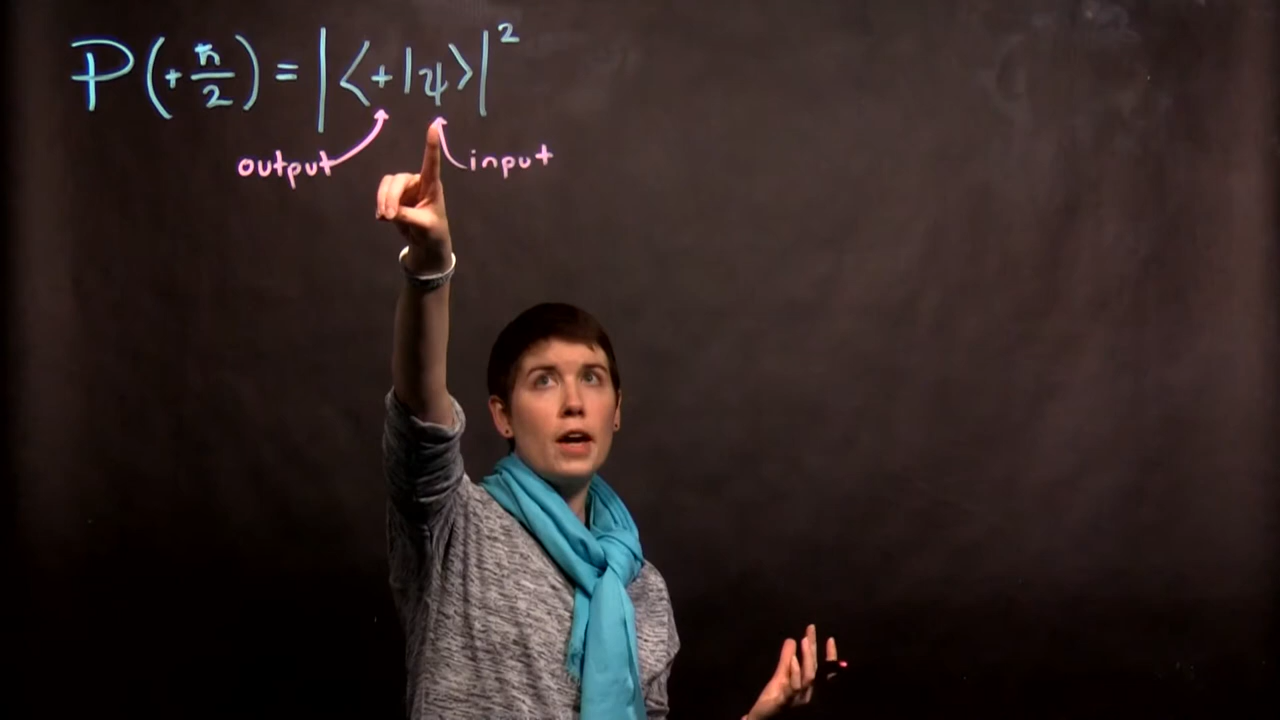 P(+ħ/2) = |⟨+|ψ⟩|²
output input